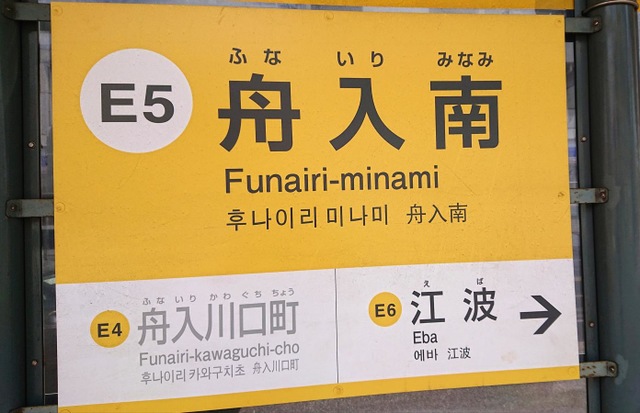 E5
ふな いり みなみ
舟入南
Funairi-minami
후나이리미나미 舟入南
E4
ふな いり かわ ぐち ちょう
舟入川口町
Funairi-kawaguchi-cho
후나이리카와구치초 舟入川口町
E6
え ば
江波
Eba
에바 江波